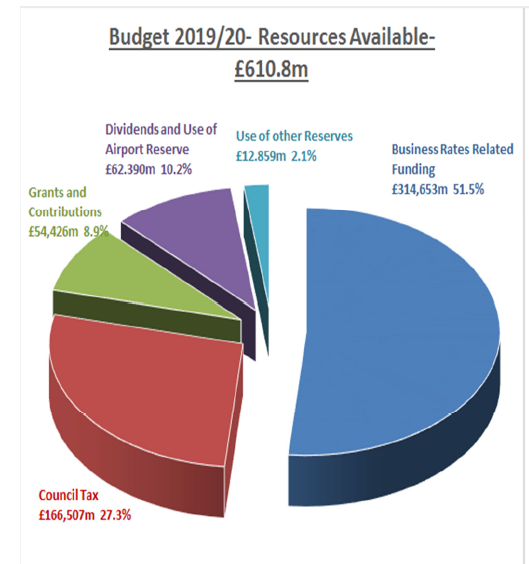 Budget 2019/20- Resources Available-
£610.8m
Dividends and Use of
Airport Reserve
£62.390m 10.2%
Use of other Reserves
£12.859m 2.1%
Business Rates Related
Funding
£314,653m 51.5%
Grants and
Contributions
£54,426m 8.9%
Council Tax
£166,507m 27.3%